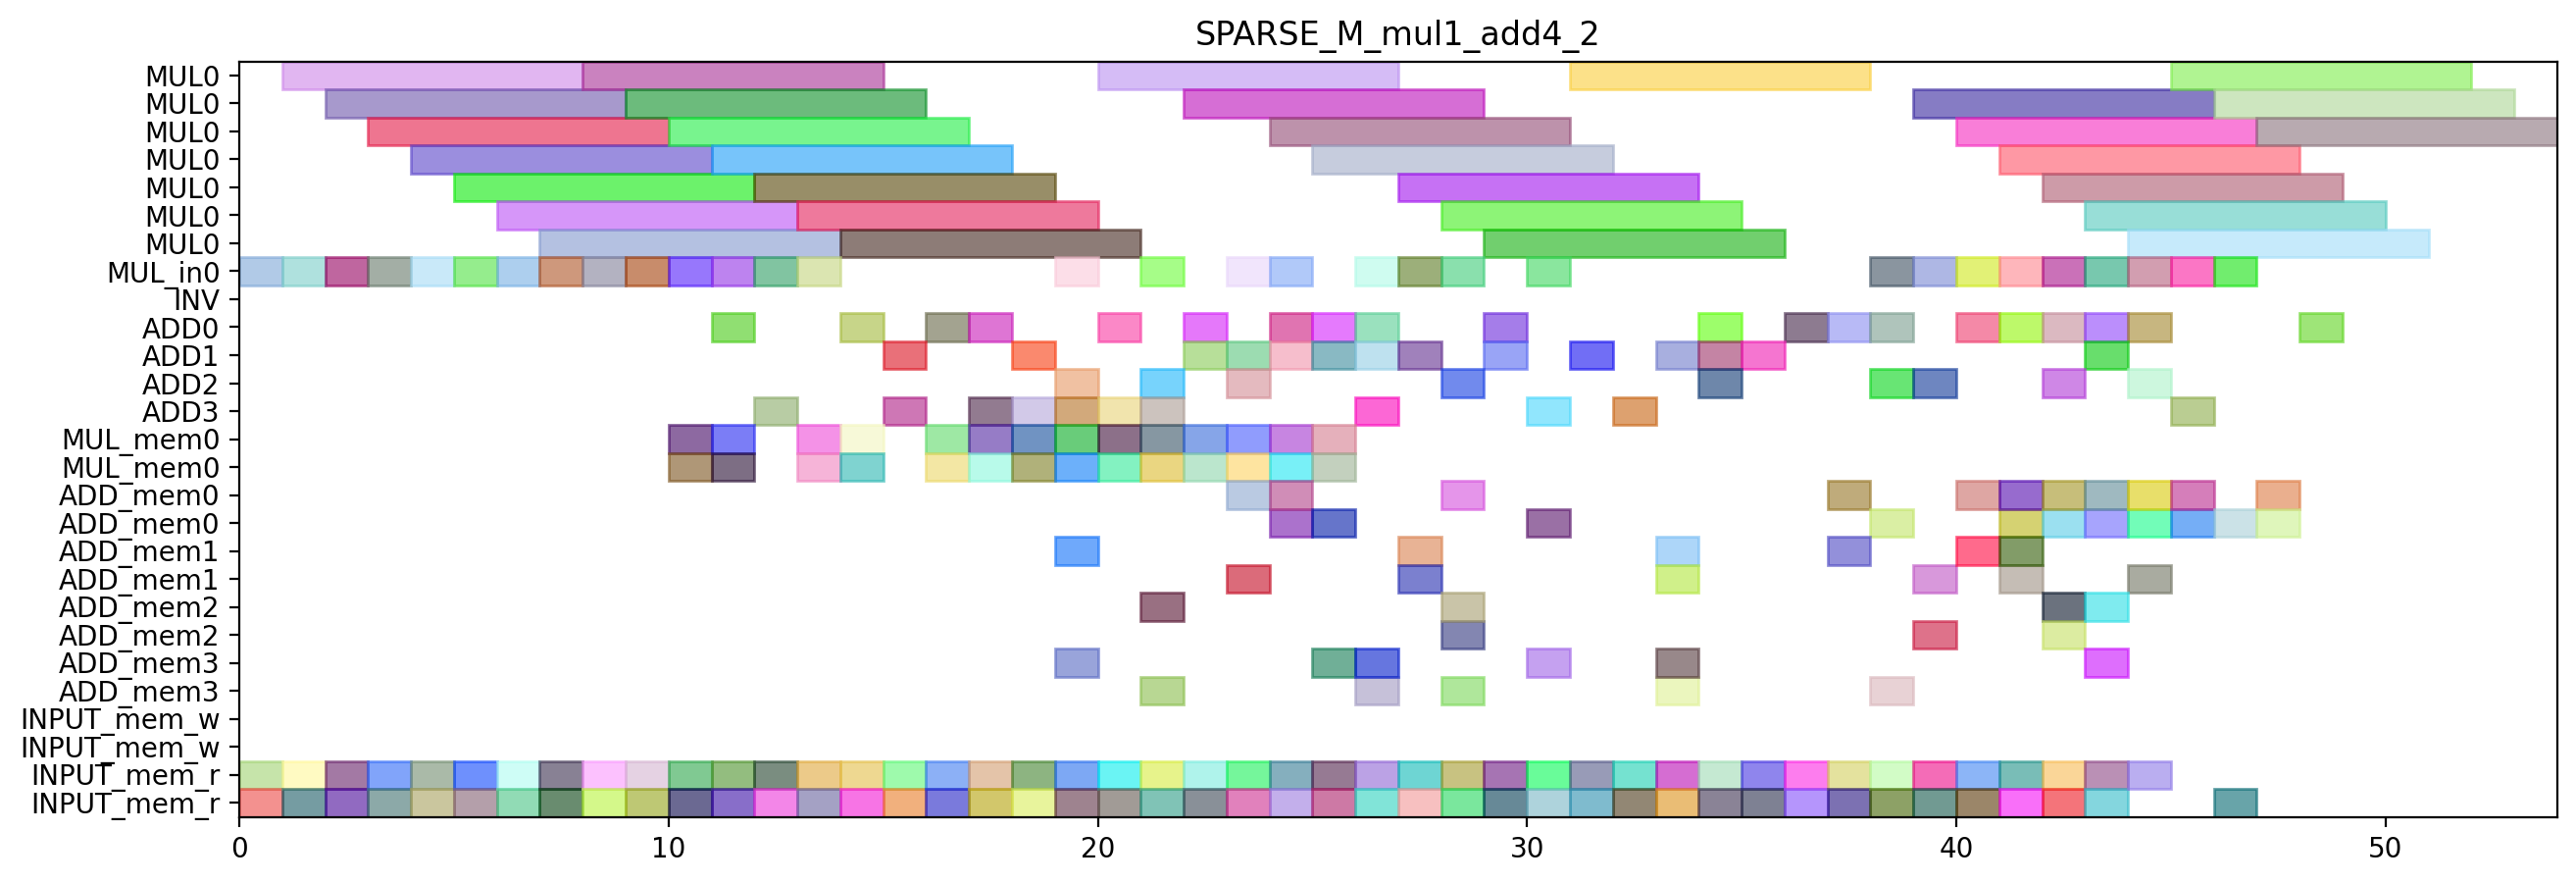 SPARSE_M_mul1_add4_2
MUL0
MUL0
MUL0
MUL0
MUL0
MUL0
MUL0
MUL_in0
INV
ADD0
ADD1
ADD2
ADD3
MUL_mem0
MUL_mem0
ADD_mem0
ADD_mem0
ADD_mem1
ADD_mem1
ADD_mem2
ADD_mem2
ADD_mem3
ADD_mem3
INPUT_mem_w
INPUT_mem_w
INPUT_mem_r
INPUT_mem_r
0 10 20 30 40 50